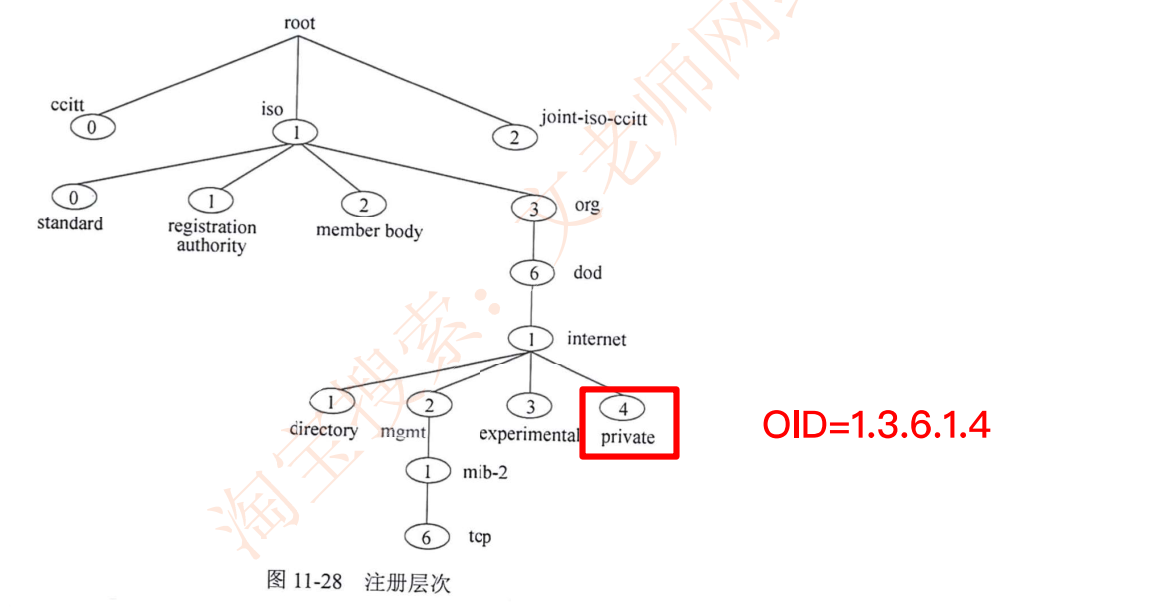 root
ccitt
iso
joint-iso-ccitt
0
1
2
0
1
2
3
org
standard
registration
authority
member body
6
dod
1
internet
1
2
3
4
directory
mgmt
experimental
private
OID=1.3.6.1.4
1
mib-2
6
tcp
图 11-28 注册层次
淘宝搜索：文老师网